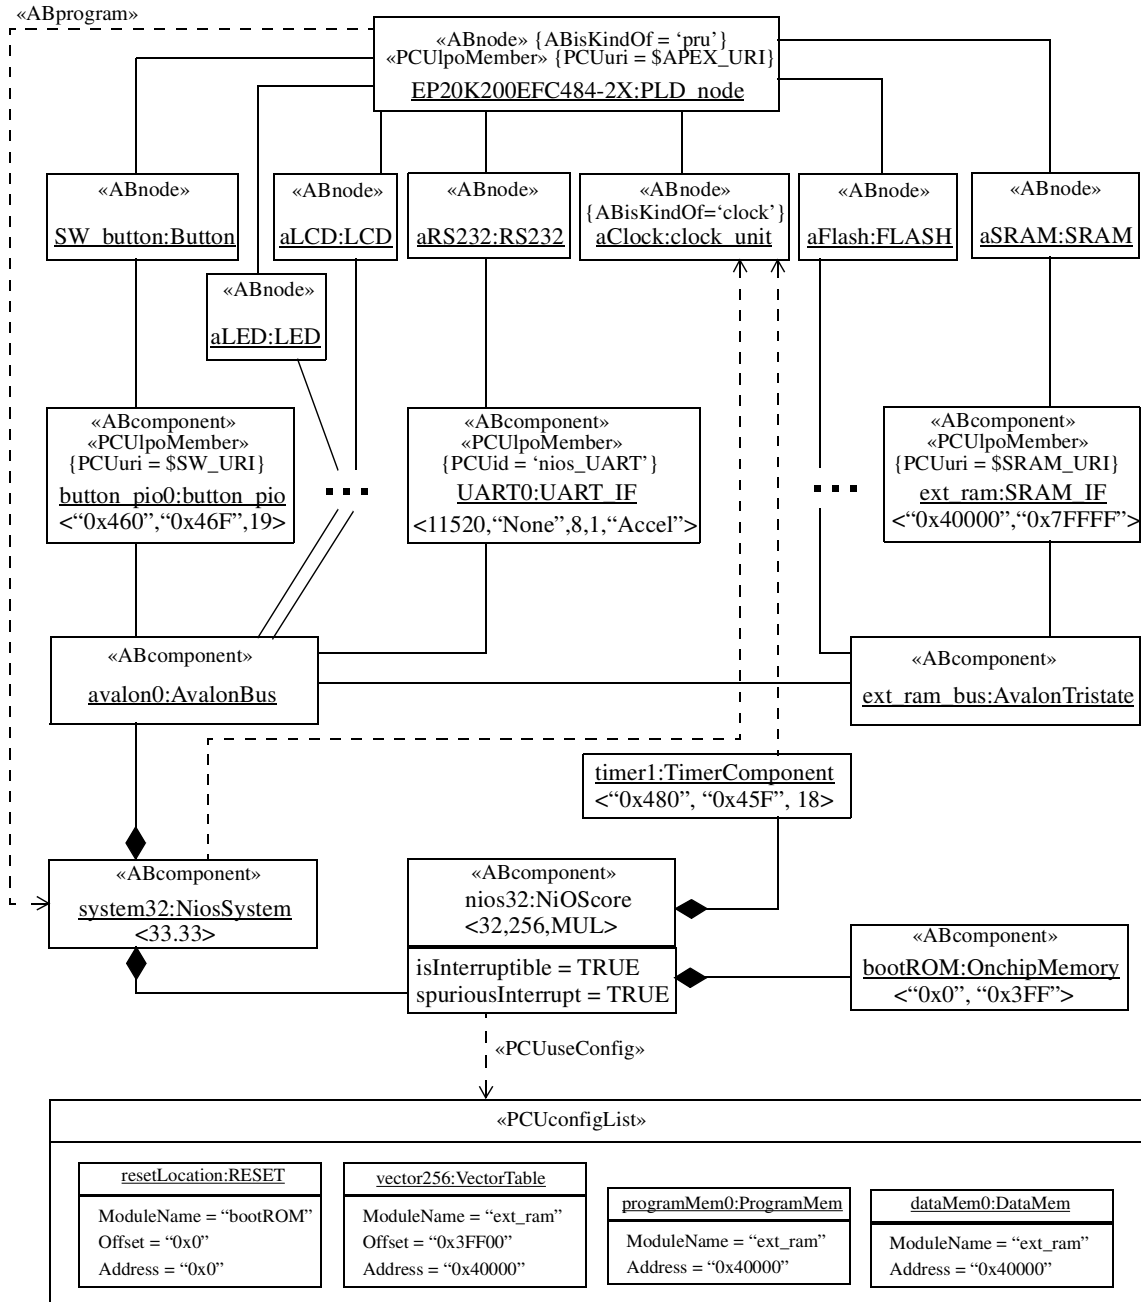 «ABprogram»
«ABnode» {ABisKindOf = ‘pru’}
«PCUlpoMember» {PCUuri = $APEX_URI}
EP20K200EFC484-2X:PLD_node
«ABnode»
SW_button:Button
«ABnode»
aLCD:LCD
«ABnode»
aRS232:RS232
«ABnode»
{ABisKindOf=‘clock’}
aClock:clock_unit
«ABnode»
aFlash:FLASH
«ABnode»
aSRAM:SRAM
«ABnode»
aLED:LED
«ABcomponent»
«PCUlpoMember»
{PCUuri = $SW_URI}
button_pio0:button_pio
<“0x460”,“0x46F”,19>
«ABcomponent»
«PCUlpoMember»
{PCUid = ‘nios_UART’}
UART0:UART_IF
<11520,“None”,8,1,“Accel”>
«ABcomponent»
«PCUlpoMember»
{PCUuri = $SRAM_URI}
ext_ram:SRAM_IF
<“0x40000”,“0x7FFFF”>
«ABcomponent»
avalon0:AvalonBus
«ABcomponent»
ext_ram_bus:AvalonTristate
timer1:TimerComponent
<“0x480”, “0x45F”, 18>
«ABcomponent»
system32:NiosSystem
<33.33>
«ABcomponent»
nios32:NiOScore
<32,256,MUL>
isInterruptible = TRUE
spuriousInterrupt = TRUE
«ABcomponent»
bootROM:OnchipMemory
<“0x0”, “0x3FF”>
«PCUuseConfig»
«PCUconfigList»
resetLocation:RESET
ModuleName = “bootROM”
Offset = “0x0”
Address = “0x0”
vector256:VectorTable
ModuleName = “ext_ram”
Offset = “0x3FF00”
Address = “0x40000”
programMem0:ProgramMem
ModuleName = “ext_ram”
Address = “0x40000”
dataMem0:DataMem
ModuleName = “ext_ram”
Address = “0x40000”